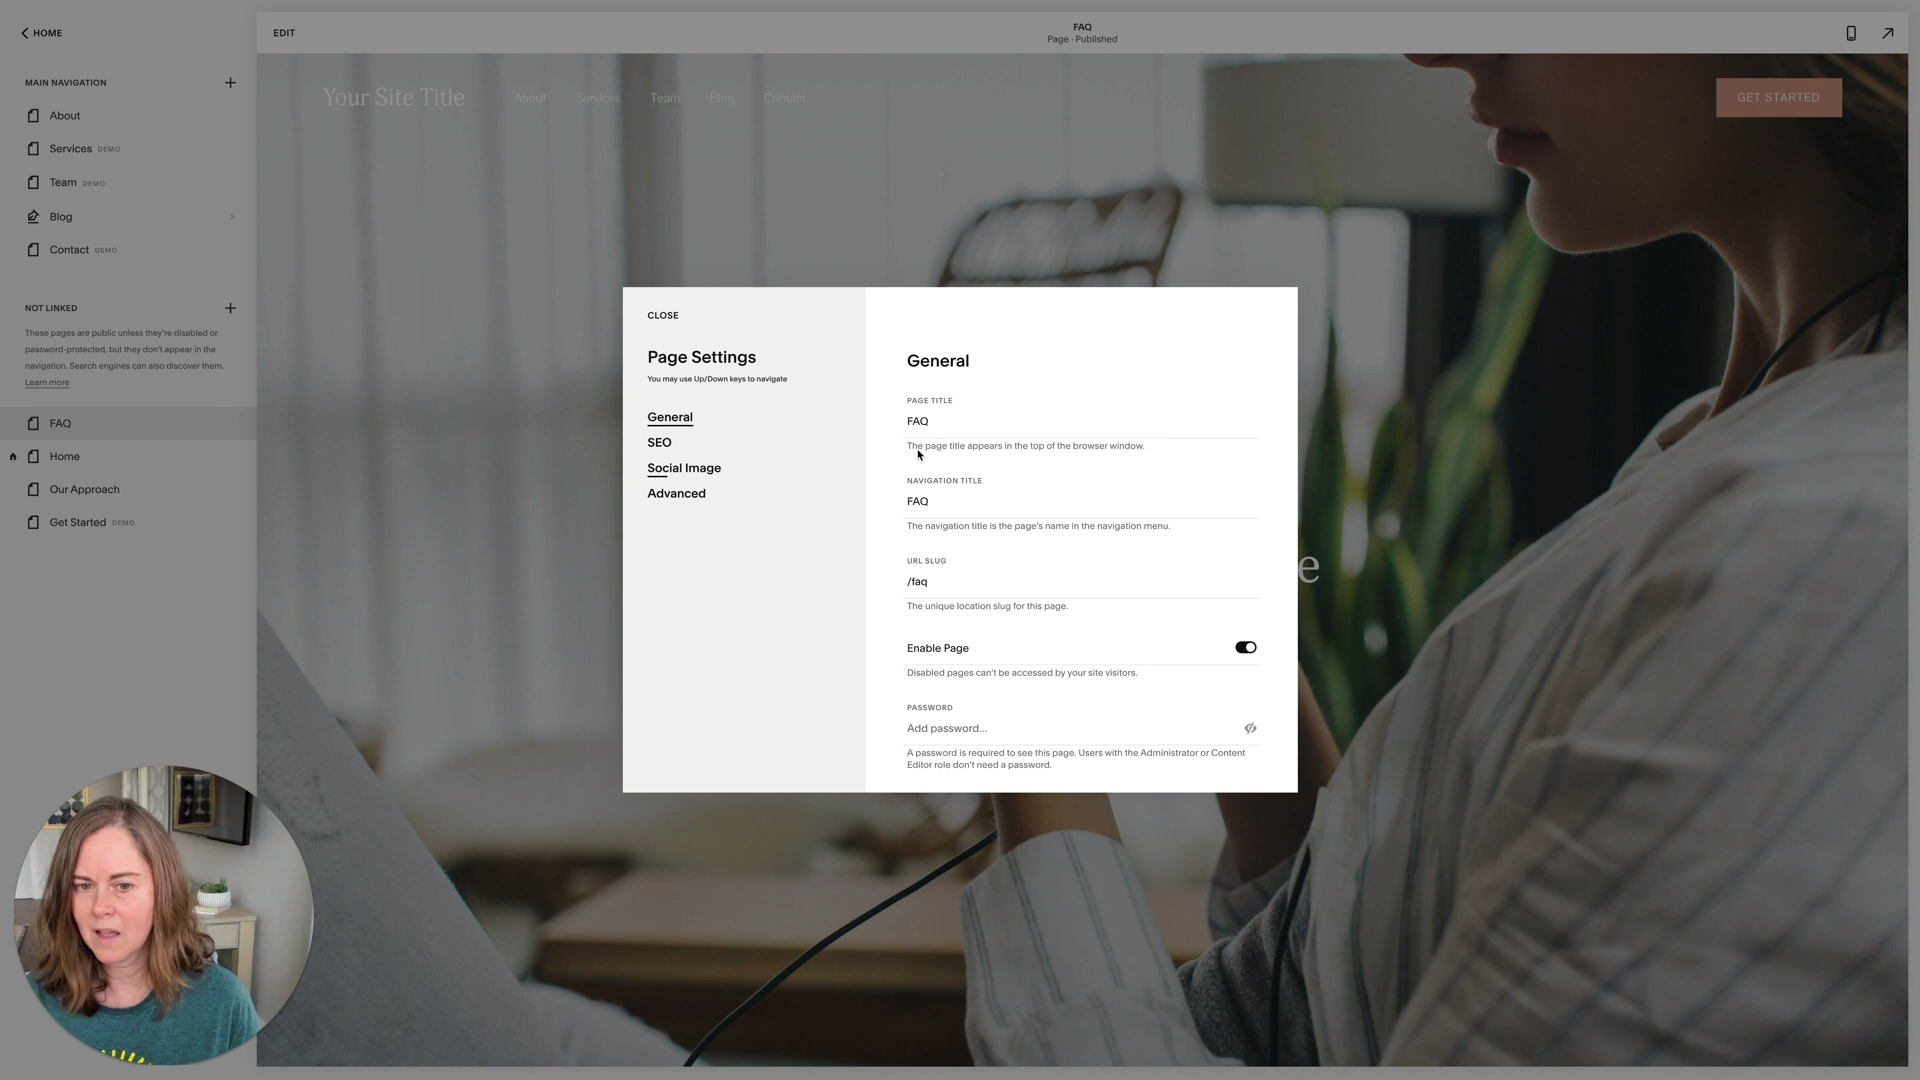 HOME
MAIN NAVIGATION
About
Services DEMO
Team DEMO
Blog
Contact DEMO
NOT LINKED
These pages are public unless they're disabled or
password-protected, but they don't appear in the
navigation. Search engines can also discover them.
Learn more
FAQ
Home
Our Approach
Get Started DEMO
EDIT
FAQ
Page · Published
Your Site Title
About Services Team Blog Contact
GET STARTED
CLOSE
Page Settings
You may use Up/Down keys to navigate
General
SEO
Social Image
Advanced
General
PAGE TITLE
FAQ
The page title appears in the top of the browser window.
NAVIGATION TITLE
FAQ
The navigation title is the page's name in the navigation menu.
URL SLUG
/faq
The unique location slug for this page.
Enable Page
Disabled pages can't be accessed by your site visitors.
PASSWORD
Add password...
A password is required to see this page. Users with the Administrator or Content
Editor role don't need a password.